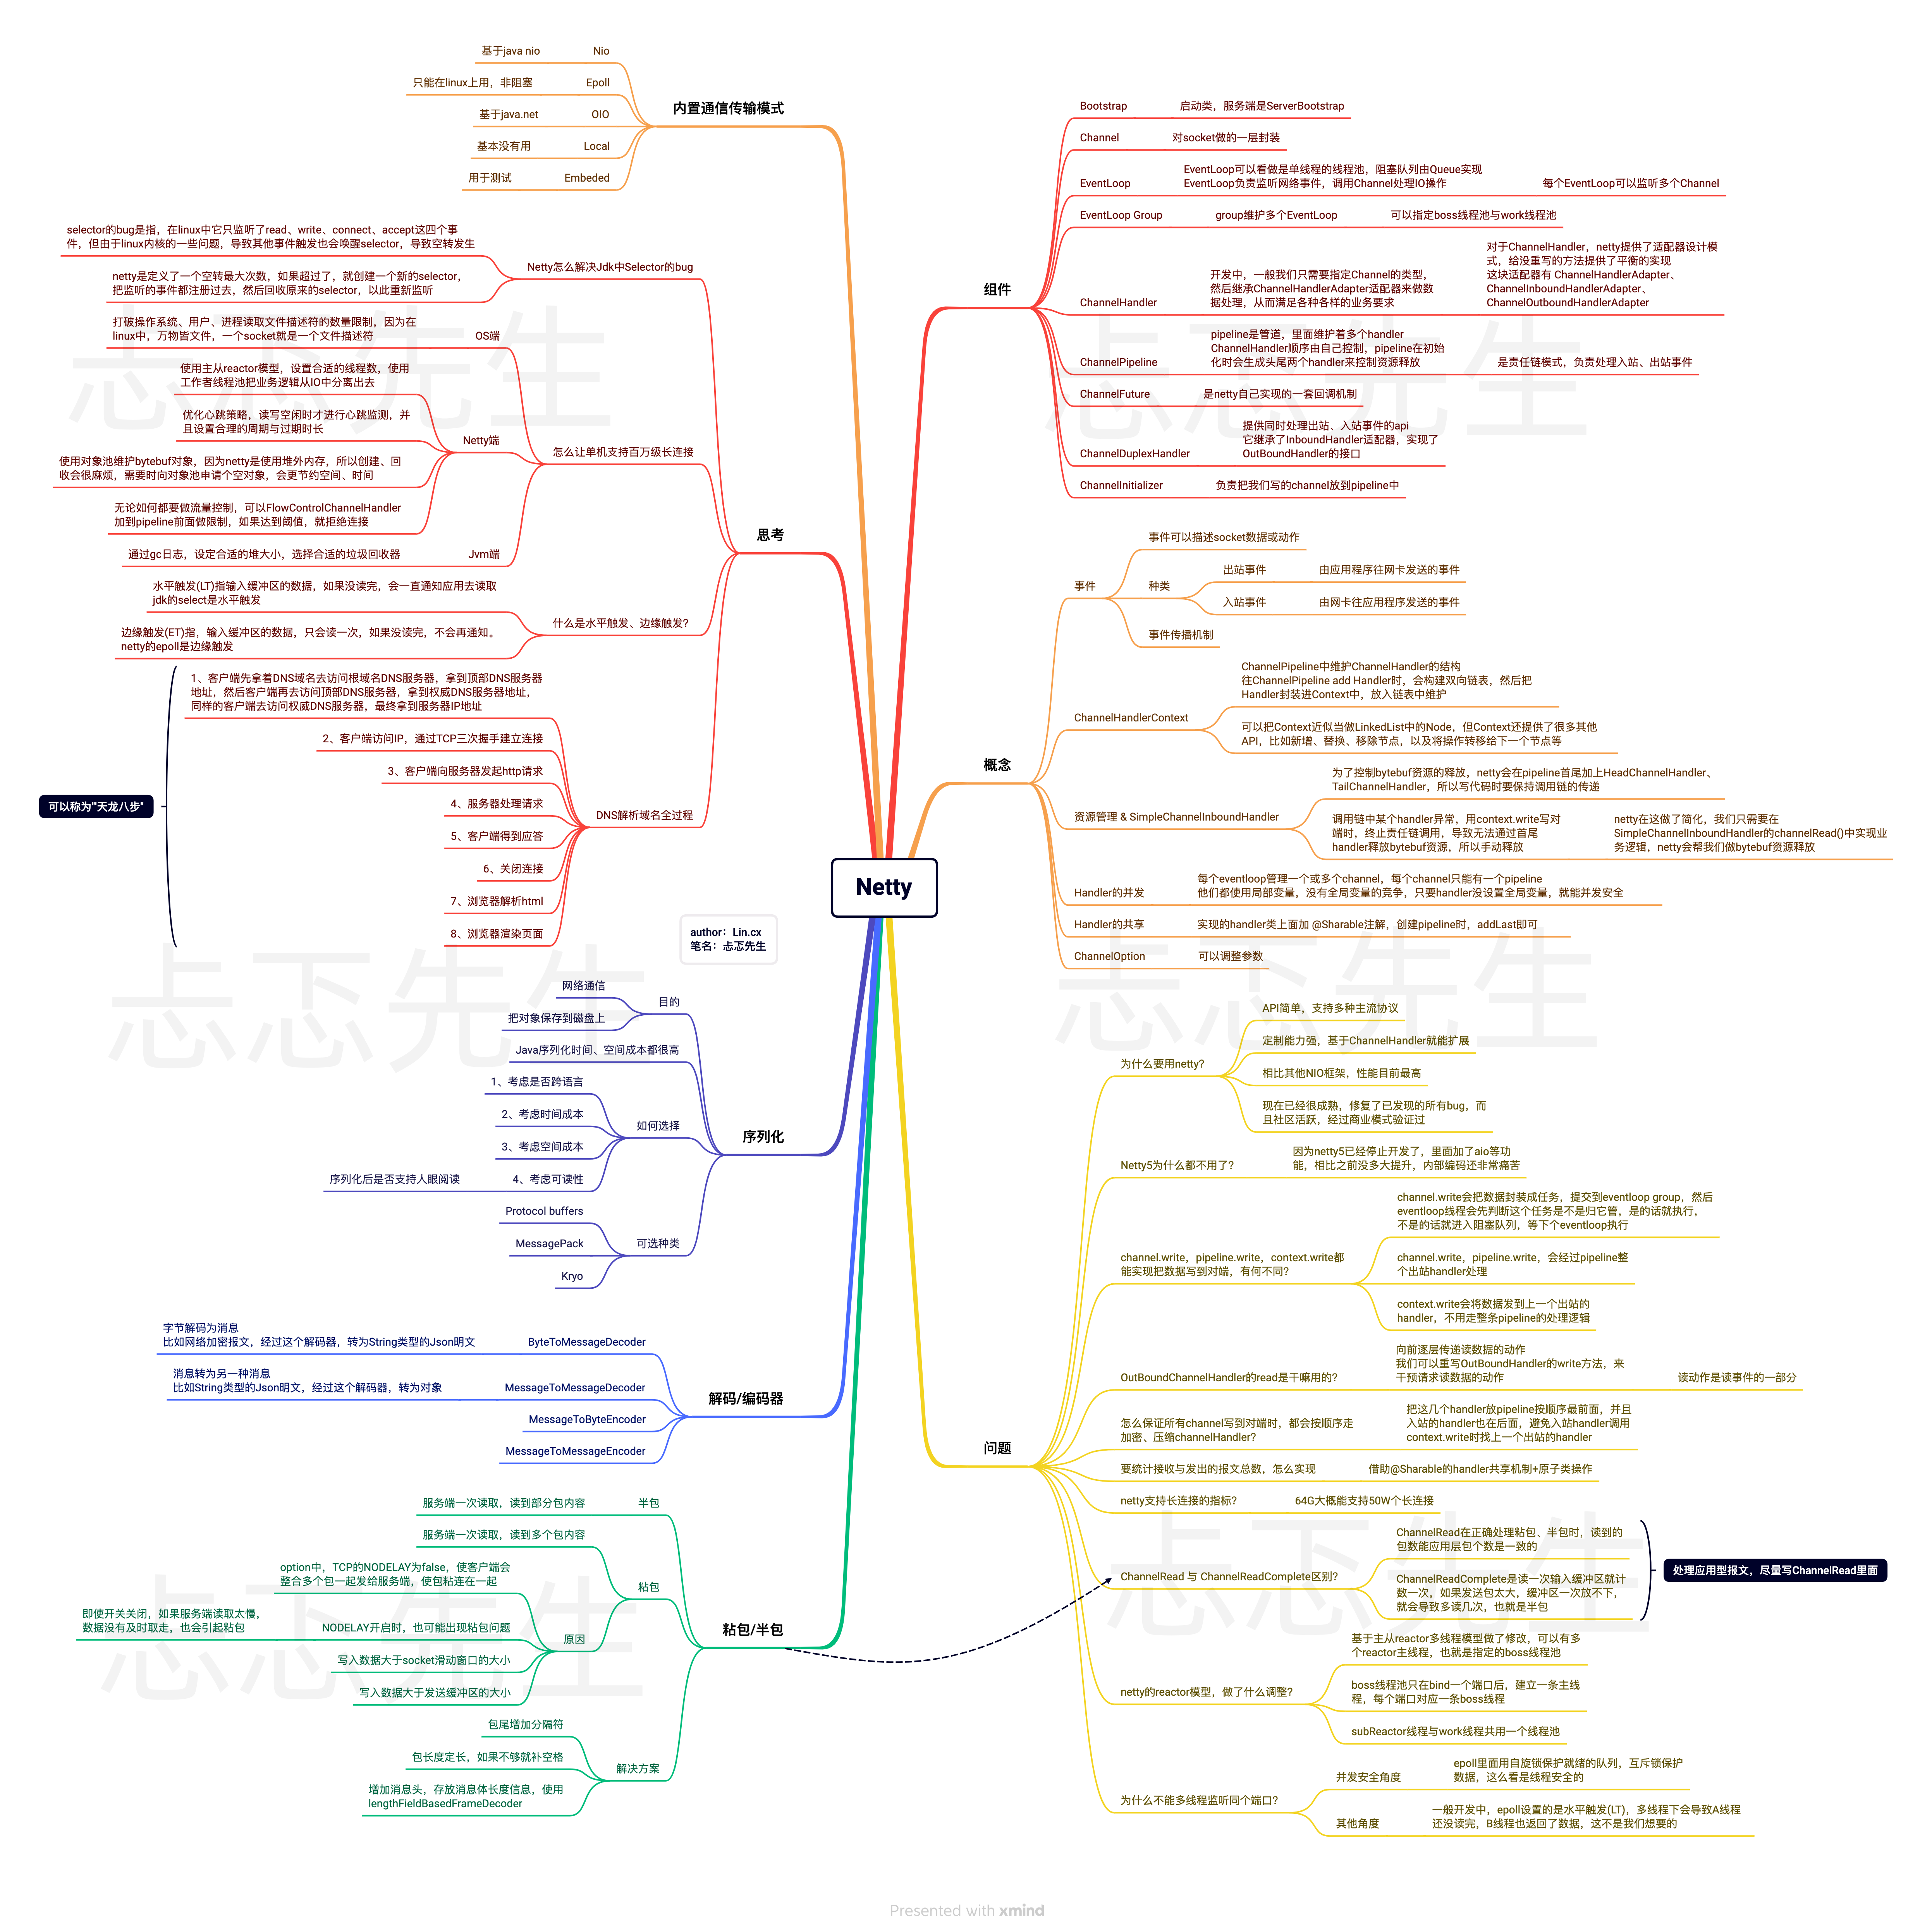 Netty
author：Lin.cx
笔名：忐忑先生
组件
Bootstrap
启动类，服务端是ServerBootstrap
Channel
对socket做的一层封装
EventLoop
EventLoop可以看做是单线程的线程池，阻塞队列由Queue实现
EventLoop负责监听网络事件，调用Channel处理IO操作
每个EventLoop可以监听多个Channel
EventLoop Group
group维护多个EventLoop
可以指定boss线程池与work线程池
ChannelHandler
开发中，一般我们只需要指定Channel的类型，
然后继承ChannelHandlerAdapter适配器来做数
据处理，从而满足各种各样的业务要求
对于ChannelHandler，netty提供了适配器设计模
式，给没重写的方法提供了平衡的实现
这块适配器有 ChannelHandlerAdapter、
ChannelInboundHandlerAdapter、
ChannelOutboundHandlerAdapter
ChannelPipeline
pipeline是管道，里面维护着多个handler
ChannelHandler顺序由自己控制，pipeline在初始
化时会生成头尾两个handler来控制资源释放
是责任链模式，负责处理入站、出站事件
ChannelFuture
是netty自己实现的一套回调机制
ChannelDuplexHandler
提供同时处理出站、入站事件的api
它继承了InboundHandler适配器，实现了
OutBoundHandler的接口
ChannelInitializer
负责把我们写的channel放到pipeline中
概念
事件
事件可以描述socket数据或动作
种类
出站事件
由应用程序往网卡发送的事件
入站事件
由网卡往应用程序发送的事件
事件传播机制
ChannelHandlerContext
ChannelPipeline中维护ChannelHandler的结构
往ChannelPipeline add Handler时，会构建双向链表，然后把
Handler封装进Context中，放入链表中维护
可以把Context近似当做LinkedList中的Node，但Context还提供了很多其他
API，比如新增、替换、移除节点，以及将操作转移给下一个节点等
资源管理 & SimpleChannelInboundHandler
为了控制bytebuf资源的释放，netty会在pipeline首尾加上HeadChannelHandler、
TailChannelHandler，所以写代码时要保持调用链的传递
调用链中某个handler异常，用context.write写对
端时，终止责任链调用，导致无法通过首尾
handler释放bytebuf资源，所以手动释放
netty在这做了简化，我们只需要在
SimpleChannelInboundHandler的channelRead()中实现业
务逻辑，netty会帮我们做bytebuf资源释放
Handler的并发
每个eventloop管理一个或多个channel，每个channel只能有一个pipeline
他们都使用局部变量，没有全局变量的竞争，只要handler没设置全局变量，就能并发安全
Handler的共享
实现的handler类上面加 @Sharable注解，创建pipeline时，addLast即可
ChannelOption
可以调整参数
问题
为什么要用netty?
API简单，支持多种主流协议
定制能力强，基于ChannelHandler就能扩展
相比其他NIO框架，性能目前最高
现在已经很成熟，修复了已发现的所有bug，而
且社区活跃，经过商业模式验证过
Netty5为什么都不用了?
因为netty5已经停止开发了，里面加了aio等功
能，相比之前没多大提升，内部编码还非常痛苦
channel.write，pipeline.write，context.write都
能实现把数据写到对端，有何不同?
channel.write会把数据封装成任务，提交到eventloop group，然后
eventloop线程会先判断这个任务是不是归它管，是的话就执行，
不是的话就进入阻塞队列，等下个eventloop执行
channel.write，pipeline.write，会经过pipeline整
个出站handler处理
context.write会将数据发到上一个出站的
handler，不用走整条pipeline的处理逻辑
OutBoundChannelHandler的read是干嘛用的?
向前逐层传递读数据的动作
我们可以重写OutBoundHandler的write方法，来
干预请求读数据的动作
读动作是读事件的一部分
怎么保证所有channel写到对端时，都会按顺序走
加密、压缩channelHandler?
把这几个handler放pipeline按顺序最前面，并且
入站的handler也在后面，避免入站handler调用
context.write时找上一个出站的handler
要统计接收与发出的报文总数，怎么实现
借助@Sharable的handler共享机制+原子类操作
netty支持长连接的指标?
64G大概能支持50W个长连接
ChannelRead 与 ChannelReadComplete区别?
ChannelRead在正确处理粘包、半包时，读到的
包数能应用层包个数是一致的
ChannelReadComplete是读一次输入缓冲区就计
数一次，如果发送包太大，缓冲区一次放不下，
就会导致多读几次，也就是半包
处理应用型报文，尽量写ChannelRead里面
netty的reactor模型，做了什么调整?
基于主从reactor多线程模型做了修改，可以有多
个reactor主线程，也就是指定的boss线程池
boss线程池只在bind一个端口后，建立一条主线
程，每个端口对应一条boss线程
subReactor线程与work线程共用一个线程池
为什么不能多线程监听同个端口?
并发安全角度
epoll里面用自旋锁保护就绪的队列，互斥锁保护
数据，这么看是线程安全的
其他角度
一般开发中，epoll设置的是水平触发(LT)，多线程下会导致A线程
还没读完，B线程也返回了数据，这不是我们想要的
内置通信传输模式
Nio
基于java nio
Epoll
只能在linux上用，非阻塞
OIO
基于java.net
Local
基本没有用
Embeded
用于测试
思考
Netty怎么解决Jdk中Selector的bug
selector的bug是指，在linux中它只监听了read、write、connect、accept这四个事
件，但由于linux内核的一些问题，导致其他事件触发也会唤醒selector，导致空转发生
netty是定义了一个空转最大次数，如果超过了，就创建一个新的selector，
把监听的事件都注册过去，然后回收原来的selector，以此重新监听
怎么让单机支持百万级长连接
OS端
打破操作系统、用户、进程读取文件描述符的数量限制，因为在
linux中，万物皆文件，一个socket就是一个文件描述符
Netty端
使用主从reactor模型，设置合适的线程数，使用
工作者线程池把业务逻辑从IO中分离出去
优化心跳策略，读写空闲时才进行心跳监测，并
且设置合理的周期与过期时长
使用对象池维护bytebuf对象，因为netty是使用堆外内存，所以创建、回
收会很麻烦，需要时向对象池申请个空对象，会更节约空间、时间
无论如何都要做流量控制，可以FlowControlChannelHandler
加到pipeline前面做限制，如果达到阈值，就拒绝连接
Jvm端
通过gc日志，设定合适的堆大小，选择合适的垃圾回收器
什么是水平触发、边缘触发?
水平触发(LT)指输入缓冲区的数据，如果没读完，会一直通知应用去读取
jdk的select是水平触发
边缘触发(ET)指，输入缓冲区的数据，只会读一次，如果没读完，不会再通知。
netty的epoll是边缘触发
DNS解析域名全过程
1、客户端先拿着DNS域名去访问根域名DNS服务器，拿到顶部DNS服务器
地址，然后客户端再去访问顶部DNS服务器，拿到权威DNS服务器地址，
同样的客户端去访问权威DNS服务器，最终拿到服务器IP地址
2、客户端访问IP，通过TCP三次握手建立连接
3、客户端向服务器发起http请求
4、服务器处理请求
5、客户端得到应答
6、关闭连接
7、浏览器解析html
8、浏览器渲染页面
可以称为"天龙八步"
序列化
目的
网络通信
把对象保存到磁盘上
Java序列化时间、空间成本都很高
如何选择
1、考虑是否跨语言
2、考虑时间成本
3、考虑空间成本
4、考虑可读性
序列化后是否支持人眼阅读
可选种类
Protocol buffers
MessagePack
Kryo
解码/编码器
ByteToMessageDecoder
字节解码为消息
比如网络加密报文，经过这个解码器，转为String类型的Json明文
MessageToMessageDecoder
消息转为另一种消息
比如String类型的Json明文，经过这个解码器，转为对象
MessageToByteEncoder
MessageToMessageEncoder
粘包/半包
半包
服务端一次读取，读到部分包内容
粘包
服务端一次读取，读到多个包内容
原因
option中，TCP的NODELAY为false，使客户端会
整合多个包一起发给服务端，使包粘连在一起
NODELAY开启时，也可能出现粘包问题
即使开关关闭，如果服务端读取太慢，
数据没有及时取走，也会引起粘包
写入数据大于socket滑动窗口的大小
写入数据大于发送缓冲区的大小
解决方案
包尾增加分隔符
包长度定长，如果不够就补空格
增加消息头，存放消息体长度信息，使用
lengthFieldBasedFrameDecoder
忐忑先生
忐忑先生
忐忑先生
忐忑先生
忐忑先生
忐忑先生
Presented with xmind